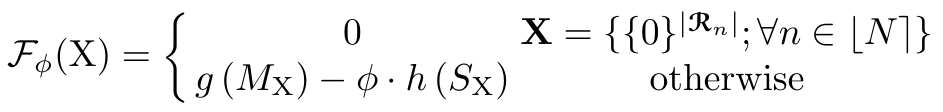 $$\mathcal{F}_{\phi}(\mathrm{X}) = \begin{cases} 0 & \mathbf{X} = \{\{0\}^{|\mathfrak{R}_n|}; \forall n \in \lfloor N \rceil\} \\ g\left(M_{\mathrm{X}}\right) - \phi \cdot h\left(S_{\mathrm{X}}\right) & \text{otherwise} \end{cases}$$